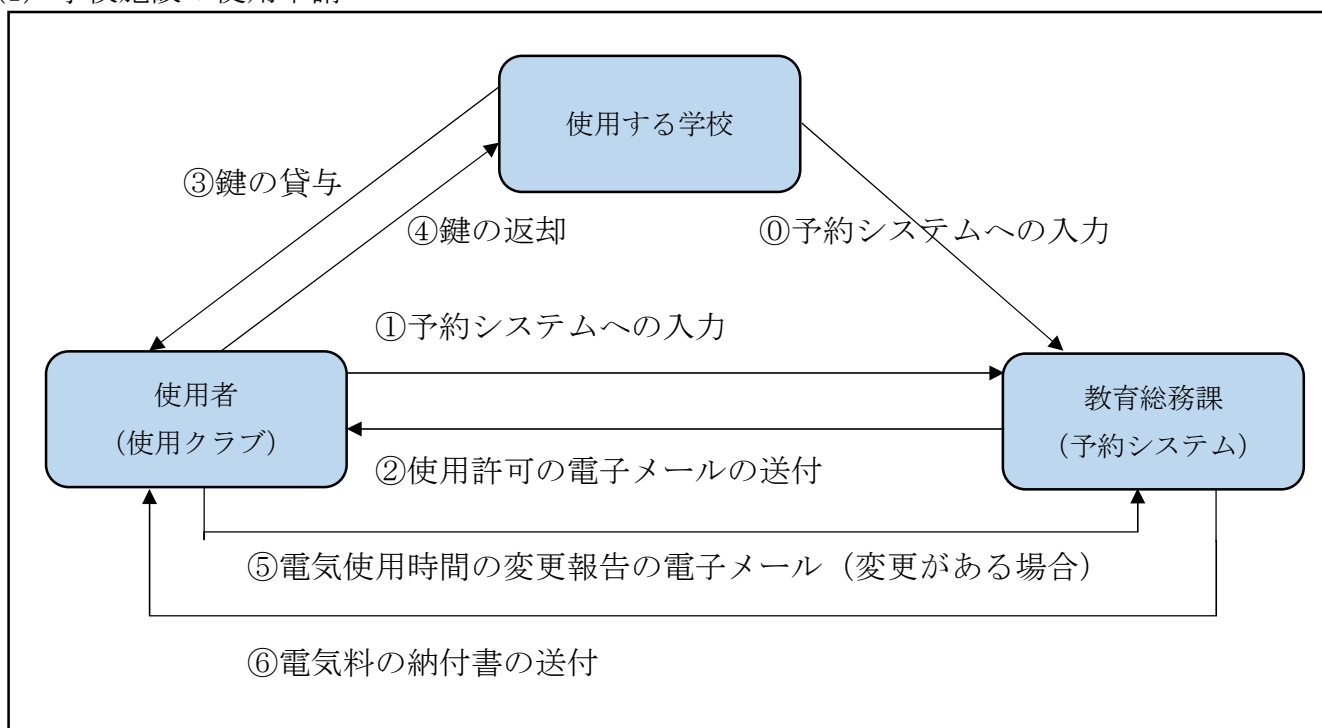 使用する学校
③鍵の貸与
④鍵の返却
⓪予約システムへの入力
①予約システムへの入力
使用者
（使用クラブ）
教育総務課
（予約システム）
②使用許可の電子メールの送付
⑤電気使用時間の変更報告の電子メール（変更がある場合）
⑥電気料の納付書の送付